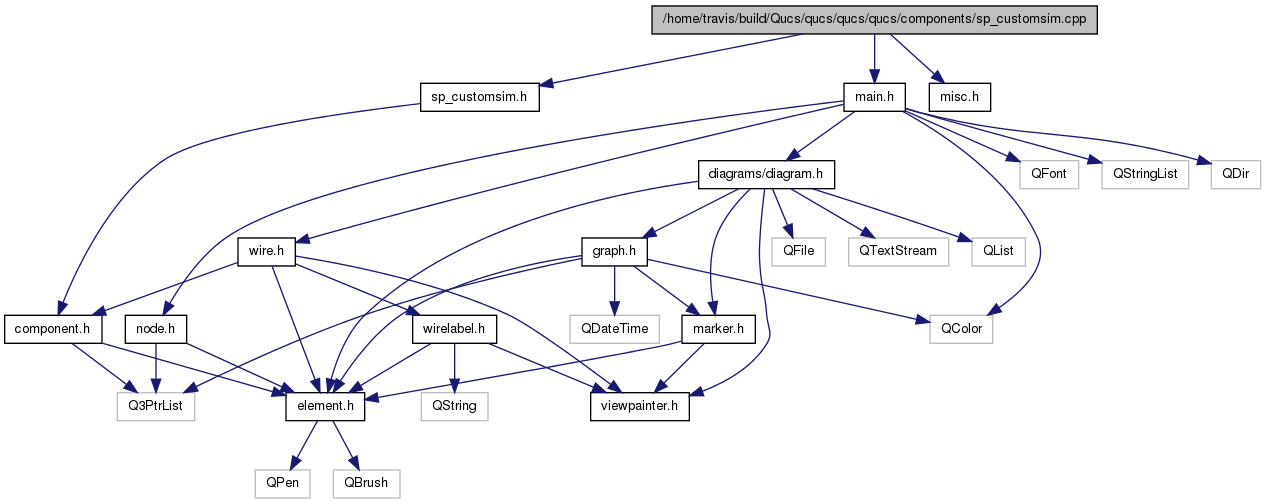 /home/travis/build/Qucs/qucs/qucs/qucs/components/sp_customsim.cpp
sp_customsim.h
main.h
misc.h
diagrams/diagram.h
QFont
QStringList
QDir
wire.h
graph.h
QFile
QTextStream
QList
component.h
node.h
wirelabel.h
QDateTime
marker.h
QColor
Q3PtrList
element.h
QString
viewpainter.h
QPen
QBrush